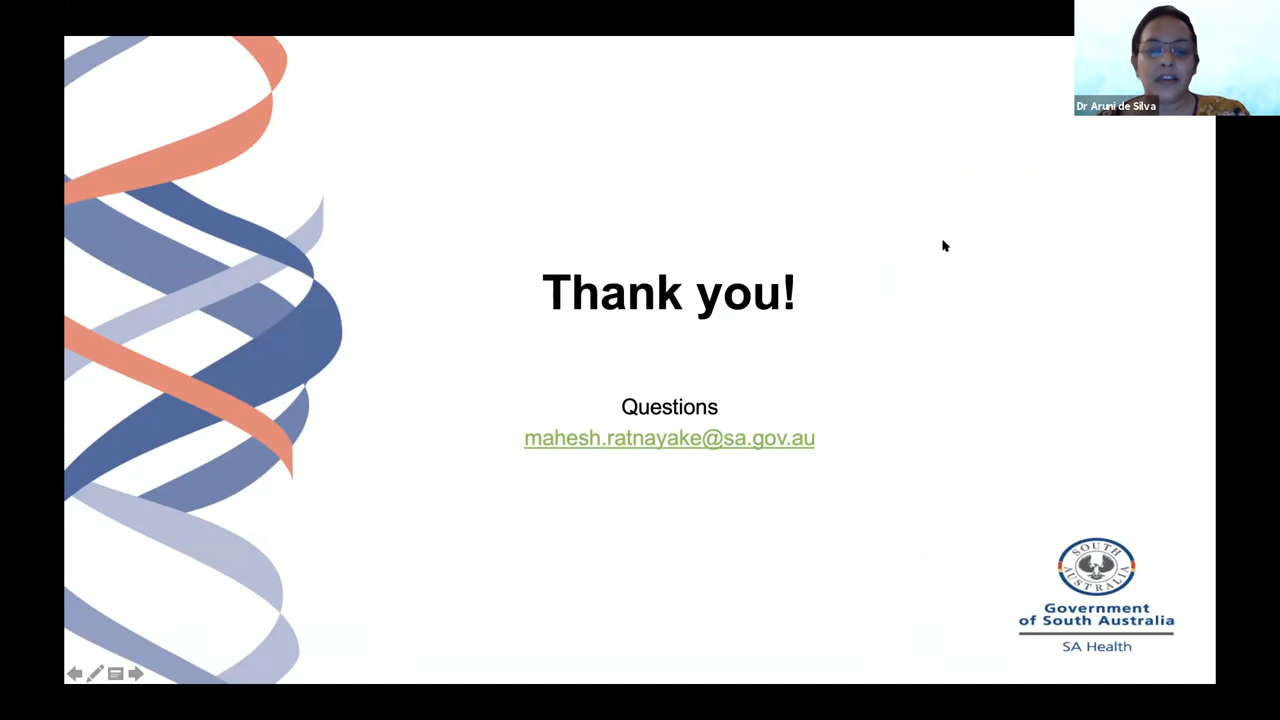 Dr Aruni de Silva
Thank you!
Questions
mahesh.ratnayake@sa.gov.au
SOUTH
AUSTRALIA
Government
of South Australia
SA Health